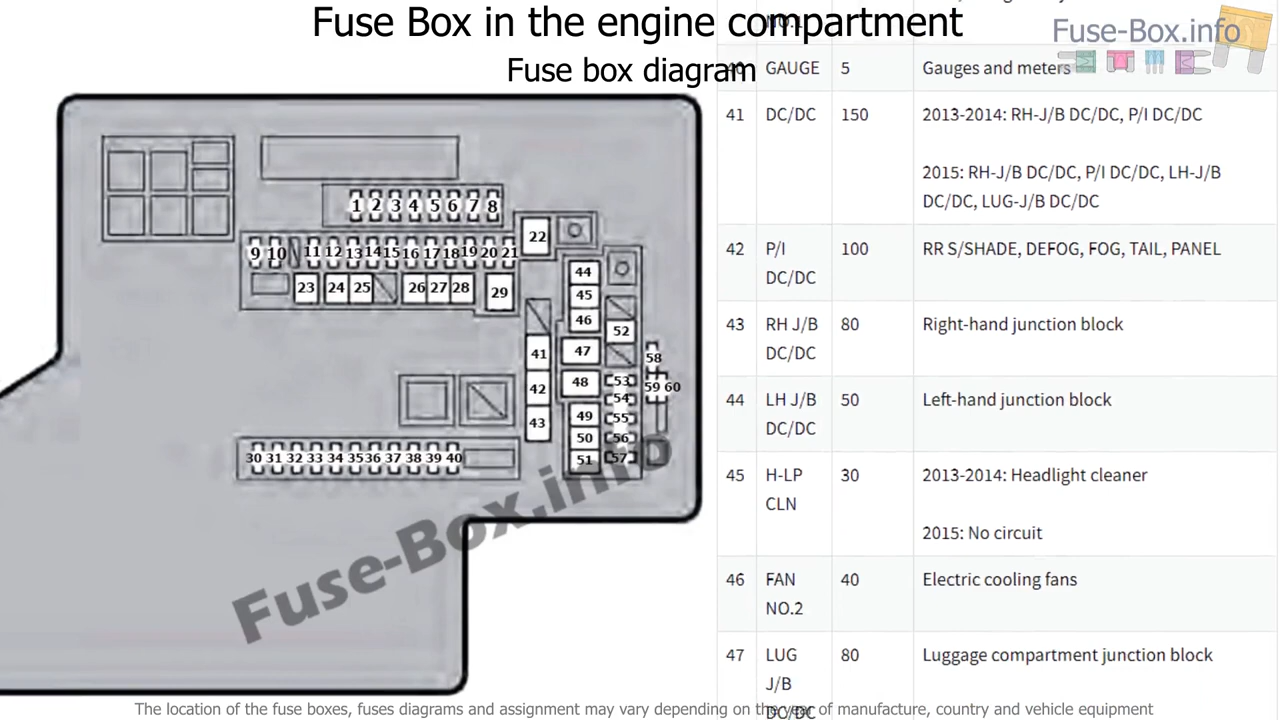 Fuse Box in the engine compartment
Fuse box diagram
Fuse-Box.info
NO.1
40 GAUGE 5 Gauges and meters
41 DC/DC 150 2013-2014: RH-J/B DC/DC, P/I DC/DC
2015: RH-J/B DC/DC, P/I DC/DC, LH-J/B
DC/DC, LUG-J/B DC/DC
42 P/I 100 RR S/SHADE, DEFOG, FOG, TAIL, PANEL
DC/DC
43 RH J/B 80 Right-hand junction block
DC/DC
44 LH J/B 50 Left-hand junction block
DC/DC
45 H-LP 30 2013-2014: Headlight cleaner
CLN
2015: No circuit
46 FAN 40 Electric cooling fans
NO.2
47 LUG 80 Luggage compartment junction block
J/B
DC/DC
1 2 3 4 5 6 7 8
9 10 11 12 13 14 15 16 17 18 19 20 21
22
23 24 25 26 27 28 29
30 31 32 33 34 35 36 37 38 39 40
41
42
43
44
45
46
47
48
49
50
51
52
53
54
55
56
57
58
59 60
Fuse-Box.info
The location of the fuse boxes, fuses diagrams and assignment may vary depending on the year of manufacture, country and vehicle equipment